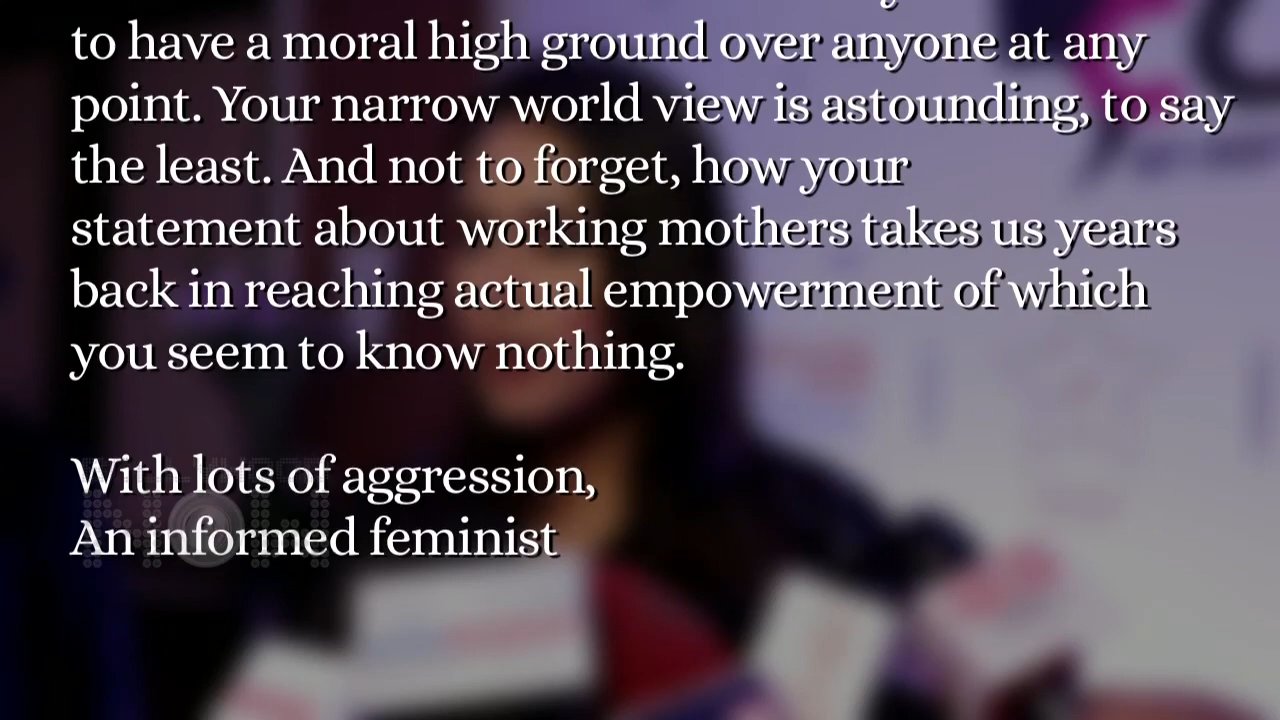 to have a moral high ground over anyone at any
point. Your narrow world view is astounding, to say
the least. And not to forget, how your
statement about working mothers takes us years
back in reaching actual empowerment of which
you seem to know nothing.
With lots of aggression,
An informed feminist